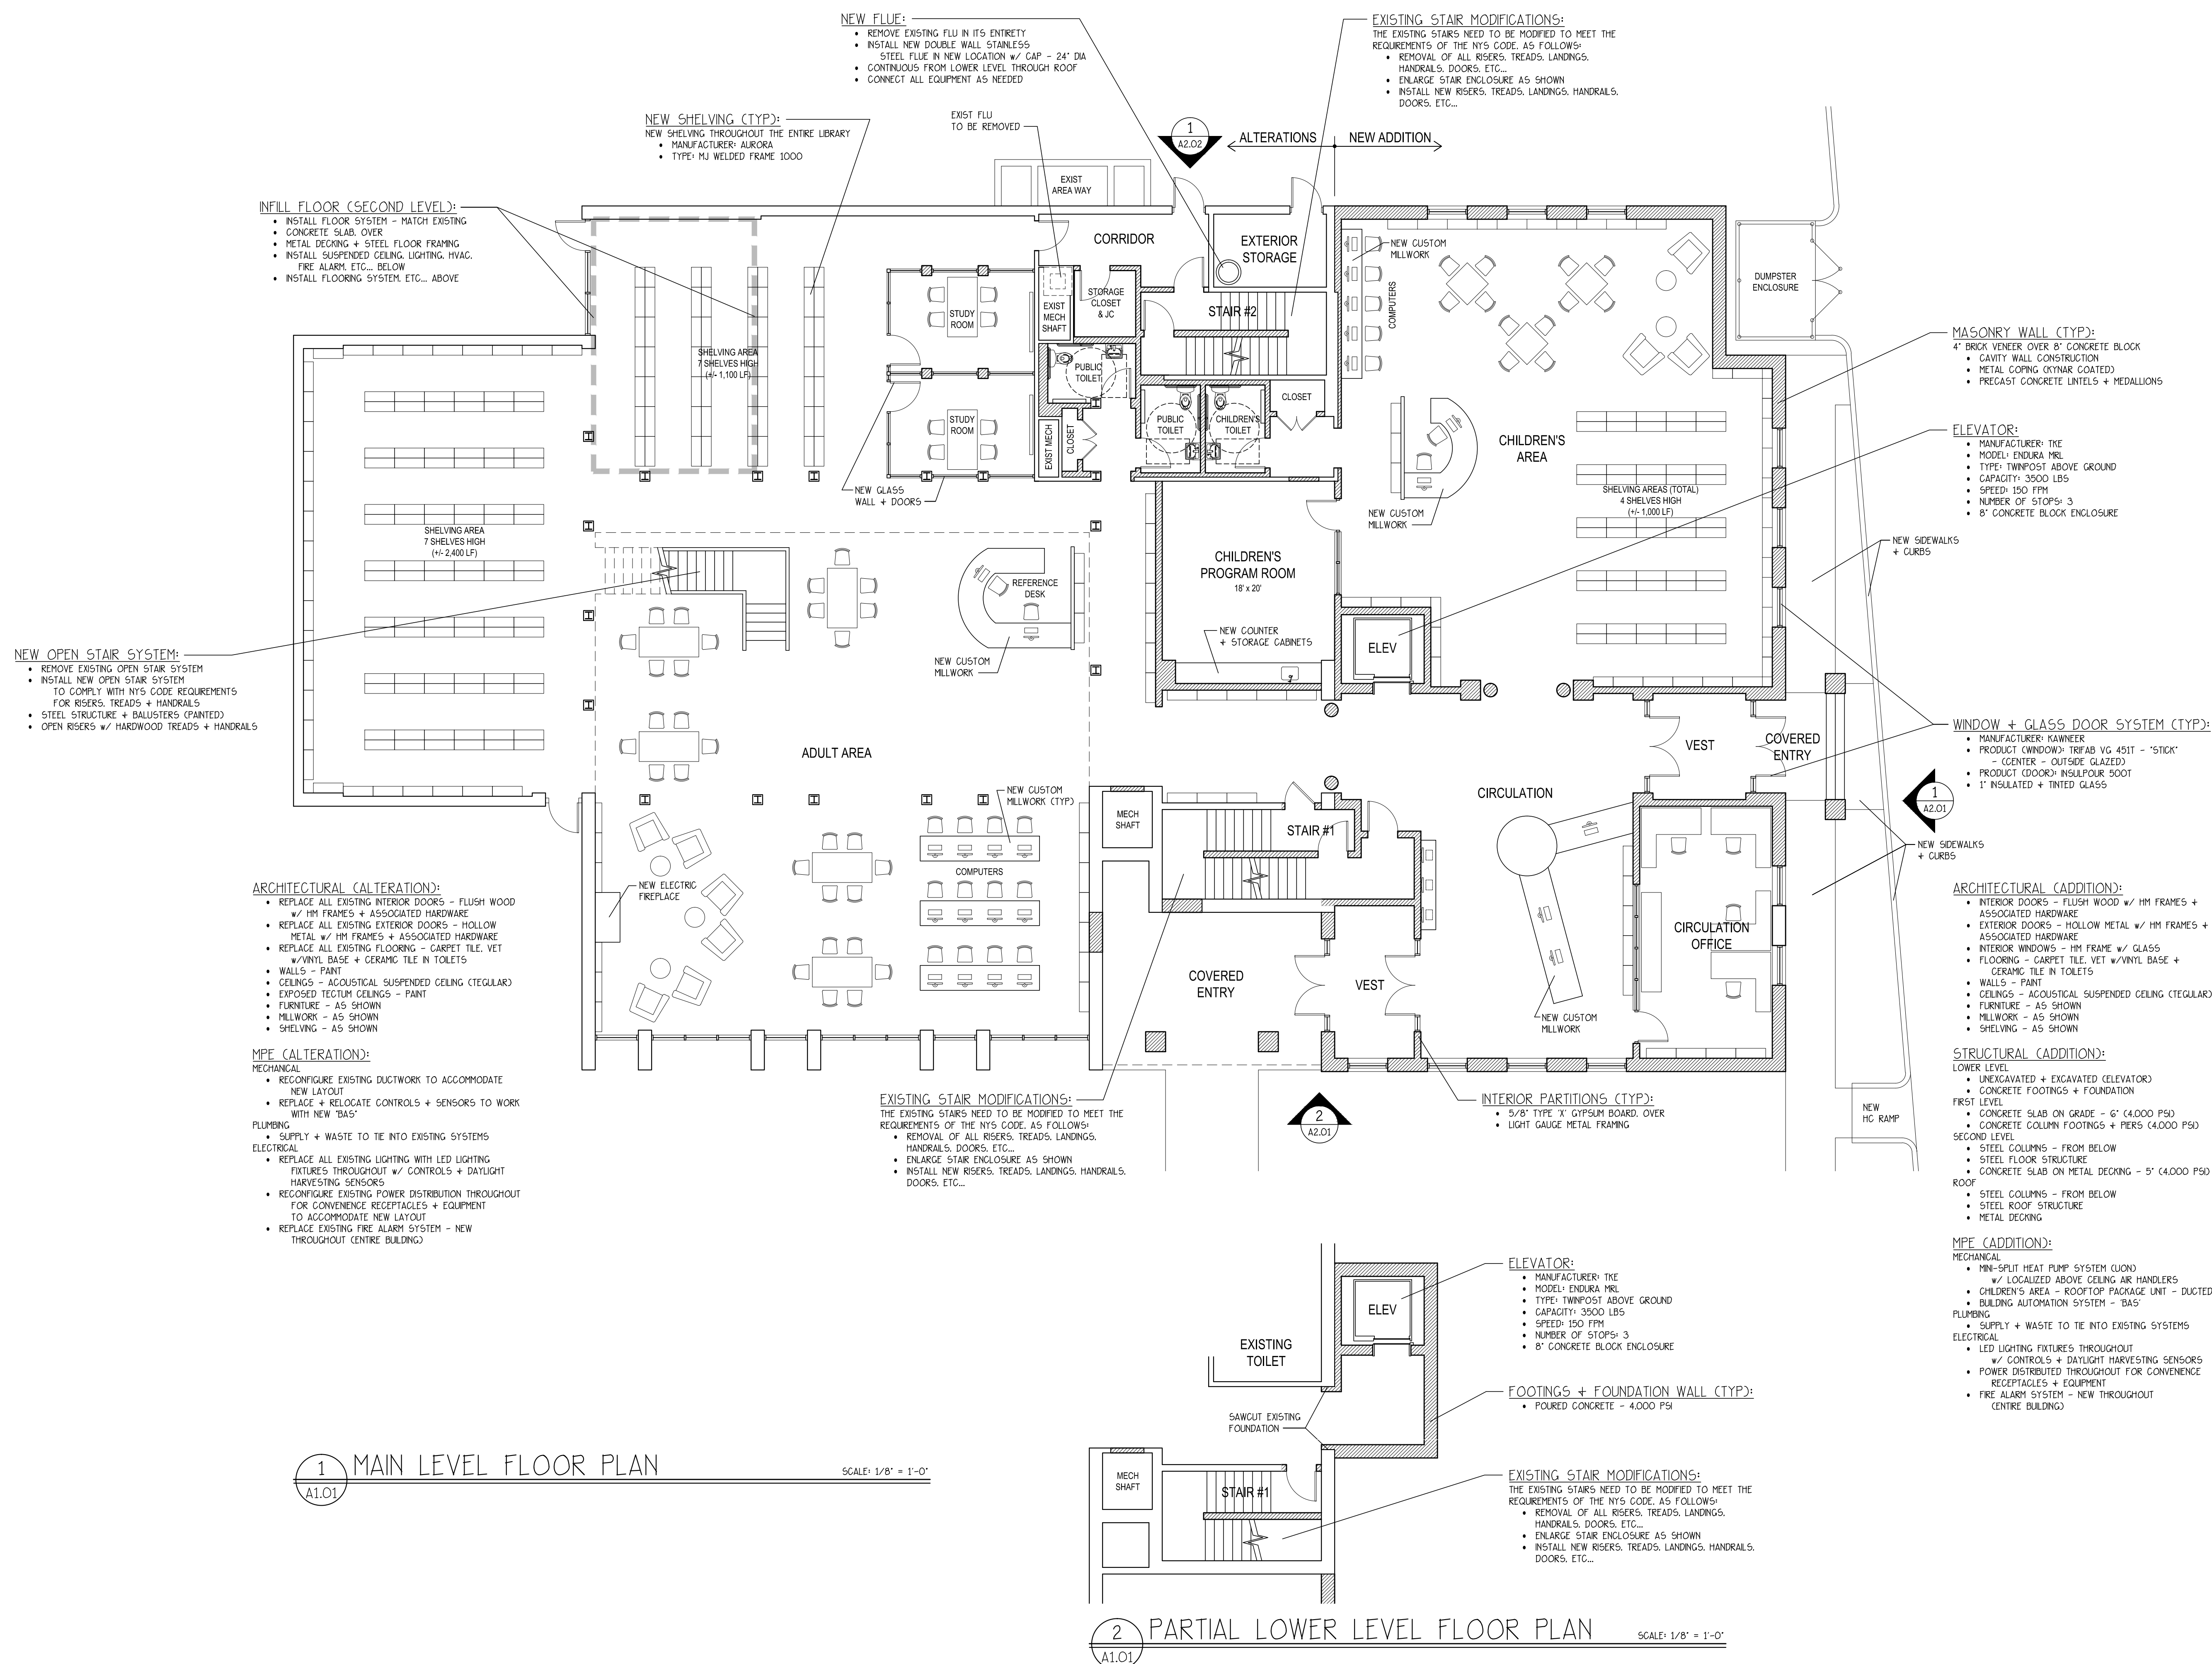 NEW FLUE:
• REMOVE EXISTING FLU IN ITS ENTIRETY
• INSTALL NEW DOUBLE WALL STAINLESS
STEEL FLUE IN NEW LOCATION w/ CAP - 24" DIA
• CONTINUOUS FROM LOWER LEVEL THROUGH ROOF
• CONNECT ALL EQUIPMENT AS NEEDED
EXISTING STAIR MODIFICATIONS:
THE EXISTING STAIRS NEED TO BE MODIFIED TO MEET THE
REQUIREMENTS OF THE NYS CODE, AS FOLLOWS:
• REMOVAL OF ALL RISERS, TREADS, LANDINGS,
HANDRAILS, DOORS, ETC...
• ENLARGE STAIR ENCLOSURE AS SHOWN
• INSTALL NEW RISERS, TREADS, LANDINGS, HANDRAILS,
DOORS, ETC...
NEW SHELVING (TYP):
NEW SHELVING THROUGHOUT THE ENTIRE LIBRARY
• MANUFACTURER: AURORA
• TYPE: MJ WELDED FRAME 1000
EXIST FLU
TO BE REMOVED
1
A2.02
ALTERATIONS
NEW ADDITION
EXIST
AREA WAY
INFILL FLOOR (SECOND LEVEL):
• INSTALL FLOOR SYSTEM - MATCH EXISTING
• CONCRETE SLAB, OVER
• METAL DECKING + STEEL FLOOR FRAMING
• INSTALL SUSPENDED CEILING, LIGHTING, HVAC,
FIRE ALARM, ETC... BELOW
• INSTALL FLOORING SYSTEM, ETC... ABOVE
CORRIDOR
EXTERIOR
STORAGE
NEW CUSTOM
MILLWORK
COMPUTERS
DUMPSTER
ENCLOSURE
STORAGE
CLOSET
& JC
EXIST
MECH
SHAFT
STAIR #2
STUDY
ROOM
SHELVING AREA
7 SHELVES HIGH
(+/- 1,100 LF)
PUBLIC
TOILET
CLOSET
PUBLIC
TOILET
CHILDREN'S
TOILET
STUDY
ROOM
EXIST MECH
CLOSET
NEW GLASS
WALL + DOORS
CHILDREN'S
AREA
NEW CUSTOM
MILLWORK
SHELVING AREAS (TOTAL)
4 SHELVES HIGH
(+/- 1,000 LF)
MASONRY WALL (TYP):
4" BRICK VENEER OVER 8" CONCRETE BLOCK
• CAVITY WALL CONSTRUCTION
• METAL COPING (KYNAR COATED)
• PRECAST CONCRETE LINTELS + MEDALLIONS
ELEVATOR:
• MANUFACTURER: TKE
• MODEL: ENDURA MRL
• TYPE: TWINPOST ABOVE GROUND
• CAPACITY: 3500 LBS
• SPEED: 150 FPM
• NUMBER OF STOPS: 3
• 8" CONCRETE BLOCK ENCLOSURE
NEW SIDEWALKS
+ CURBS
SHELVING AREA
7 SHELVES HIGH
(+/- 2,400 LF)
REFERENCE
DESK
NEW CUSTOM
MILLWORK
CHILDREN'S
PROGRAM ROOM
18' x 20'
NEW COUNTER
+ STORAGE CABINETS
ELEV
NEW OPEN STAIR SYSTEM:
• REMOVE EXISTING OPEN STAIR SYSTEM
• INSTALL NEW OPEN STAIR SYSTEM
TO COMPLY WITH NYS CODE REQUIREMENTS
FOR RISERS, TREADS + HANDRAILS
• STEEL STRUCTURE + BALUSTERS (PAINTED)
• OPEN RISERS w/ HARDWOOD TREADS + HANDRAILS
ADULT AREA
VEST
COVERED
ENTRY
WINDOW + GLASS DOOR SYSTEM (TYP):
• MANUFACTURER: KAWNEER
• PRODUCT (WINDOW): TRIFAB VG 451T - "STICK"
- (CENTER - OUTSIDE GLAZED)
• PRODUCT (DOOR): INSULPOUR 500T
• 1" INSULATED + TINTED GLASS
1
A2.01
NEW SIDEWALKS
+ CURBS
NEW CUSTOM
MILLWORK (TYP)
MECH
SHAFT
STAIR #1
CIRCULATION
COMPUTERS
NEW ELECTRIC
FIREPLACE
CIRCULATION
OFFICE
COVERED
ENTRY
VEST
NEW CUSTOM
MILLWORK
ARCHITECTURAL (ALTERATION):
• REPLACE ALL EXISTING INTERIOR DOORS - FLUSH WOOD
w/ HM FRAMES + ASSOCIATED HARDWARE
• REPLACE ALL EXISTING EXTERIOR DOORS - HOLLOW
METAL w/ HM FRAMES + ASSOCIATED HARDWARE
• REPLACE ALL EXISTING FLOORING - CARPET TILE, VET
w/VINYL BASE + CERAMIC TILE IN TOILETS
• WALLS - PAINT
• CEILINGS - ACOUSTICAL SUSPENDED CEILING (TEGULAR)
• EXPOSED TECTUM CEILINGS - PAINT
• FURNITURE - AS SHOWN
• MILLWORK - AS SHOWN
• SHELVING - AS SHOWN
MPE (ALTERATION):
MECHANICAL
• RECONFIGURE EXISTING DUCTWORK TO ACCOMMODATE
NEW LAYOUT
• REPLACE + RELOCATE CONTROLS + SENSORS TO WORK
WITH NEW "BAS"
PLUMBING
• SUPPLY + WASTE TO TIE INTO EXISTING SYSTEMS
ELECTRICAL
• REPLACE ALL EXISTING LIGHTING WITH LED LIGHTING
FIXTURES THROUGHOUT w/ CONTROLS + DAYLIGHT
HARVESTING SENSORS
• RECONFIGURE EXISTING POWER DISTRIBUTION THROUGHOUT
FOR CONVENIENCE RECEPTACLES + EQUIPMENT
TO ACCOMMODATE NEW LAYOUT
• REPLACE EXISTING FIRE ALARM SYSTEM - NEW
THROUGHOUT (ENTIRE BUILDING)
EXISTING STAIR MODIFICATIONS:
THE EXISTING STAIRS NEED TO BE MODIFIED TO MEET THE
REQUIREMENTS OF THE NYS CODE, AS FOLLOWS:
• REMOVAL OF ALL RISERS, TREADS, LANDINGS,
HANDRAILS, DOORS, ETC...
• ENLARGE STAIR ENCLOSURE AS SHOWN
• INSTALL NEW RISERS, TREADS, LANDINGS, HANDRAILS,
DOORS, ETC...
2
A2.01
INTERIOR PARTITIONS (TYP):
• 5/8" TYPE 'X' GYPSUM BOARD, OVER
• LIGHT GAUGE METAL FRAMING
NEW
HC RAMP
ARCHITECTURAL (ADDITION):
• INTERIOR DOORS - FLUSH WOOD w/ HM FRAMES +
ASSOCIATED HARDWARE
• EXTERIOR DOORS - HOLLOW METAL w/ HM FRAMES +
ASSOCIATED HARDWARE
• INTERIOR WINDOWS - HM FRAME w/ GLASS
• FLOORING - CARPET TILE, VET w/VINYL BASE +
CERAMIC TILE IN TOILETS
• WALLS - PAINT
• CEILINGS - ACOUSTICAL SUSPENDED CEILING (TEGULAR)
• FURNITURE - AS SHOWN
• MILLWORK - AS SHOWN
• SHELVING - AS SHOWN
STRUCTURAL (ADDITION):
LOWER LEVEL
• UNEXCAVATED + EXCAVATED (ELEVATOR)
• CONCRETE FOOTINGS + FOUNDATION
FIRST LEVEL
• CONCRETE SLAB ON GRADE - 6" (4,000 PSI)
• CONCRETE COLUMN FOOTINGS + PIERS (4,000 PSI)
SECOND LEVEL
• STEEL COLUMNS - FROM BELOW
• STEEL FLOOR STRUCTURE
• CONCRETE SLAB ON METAL DECKING - 5" (4,000 PSI)
ROOF
• STEEL COLUMNS - FROM BELOW
• STEEL ROOF STRUCTURE
• METAL DECKING
MPE (ADDITION):
MECHANICAL
• MINI-SPLIT HEAT PUMP SYSTEM (UON)
w/ LOCALIZED ABOVE CEILING AIR HANDLERS
• CHILDREN'S AREA - ROOFTOP PACKAGE UNIT - DUCTED
• BUILDING AUTOMATION SYSTEM - 'BAS'
PLUMBING
• SUPPLY + WASTE TO TIE INTO EXISTING SYSTEMS
ELECTRICAL
• LED LIGHTING FIXTURES THROUGHOUT
w/ CONTROLS + DAYLIGHT HARVESTING SENSORS
• POWER DISTRIBUTED THROUGHOUT FOR CONVENIENCE
RECEPTACLES + EQUIPMENT
• FIRE ALARM SYSTEM - NEW THROUGHOUT
(ENTIRE BUILDING)
ELEV
EXISTING
TOILET
SAWCUT EXISTING
FOUNDATION
MECH
SHAFT
STAIR #1
ELEVATOR:
• MANUFACTURER: TKE
• MODEL: ENDURA MRL
• TYPE: TWINPOST ABOVE GROUND
• CAPACITY: 3500 LBS
• SPEED: 150 FPM
• NUMBER OF STOPS: 3
• 8" CONCRETE BLOCK ENCLOSURE
FOOTINGS + FOUNDATION WALL (TYP):
• POURED CONCRETE - 4,000 PSI
EXISTING STAIR MODIFICATIONS:
THE EXISTING STAIRS NEED TO BE MODIFIED TO MEET THE
REQUIREMENTS OF THE NYS CODE, AS FOLLOWS:
• REMOVAL OF ALL RISERS, TREADS, LANDINGS,
HANDRAILS, DOORS, ETC...
• ENLARGE STAIR ENCLOSURE AS SHOWN
• INSTALL NEW RISERS, TREADS, LANDINGS, HANDRAILS,
DOORS, ETC...
1
A1.01
MAIN LEVEL FLOOR PLAN
SCALE: 1/8" = 1'-0"
2
A1.01
PARTIAL LOWER LEVEL FLOOR PLAN
SCALE: 1/8" = 1'-0"